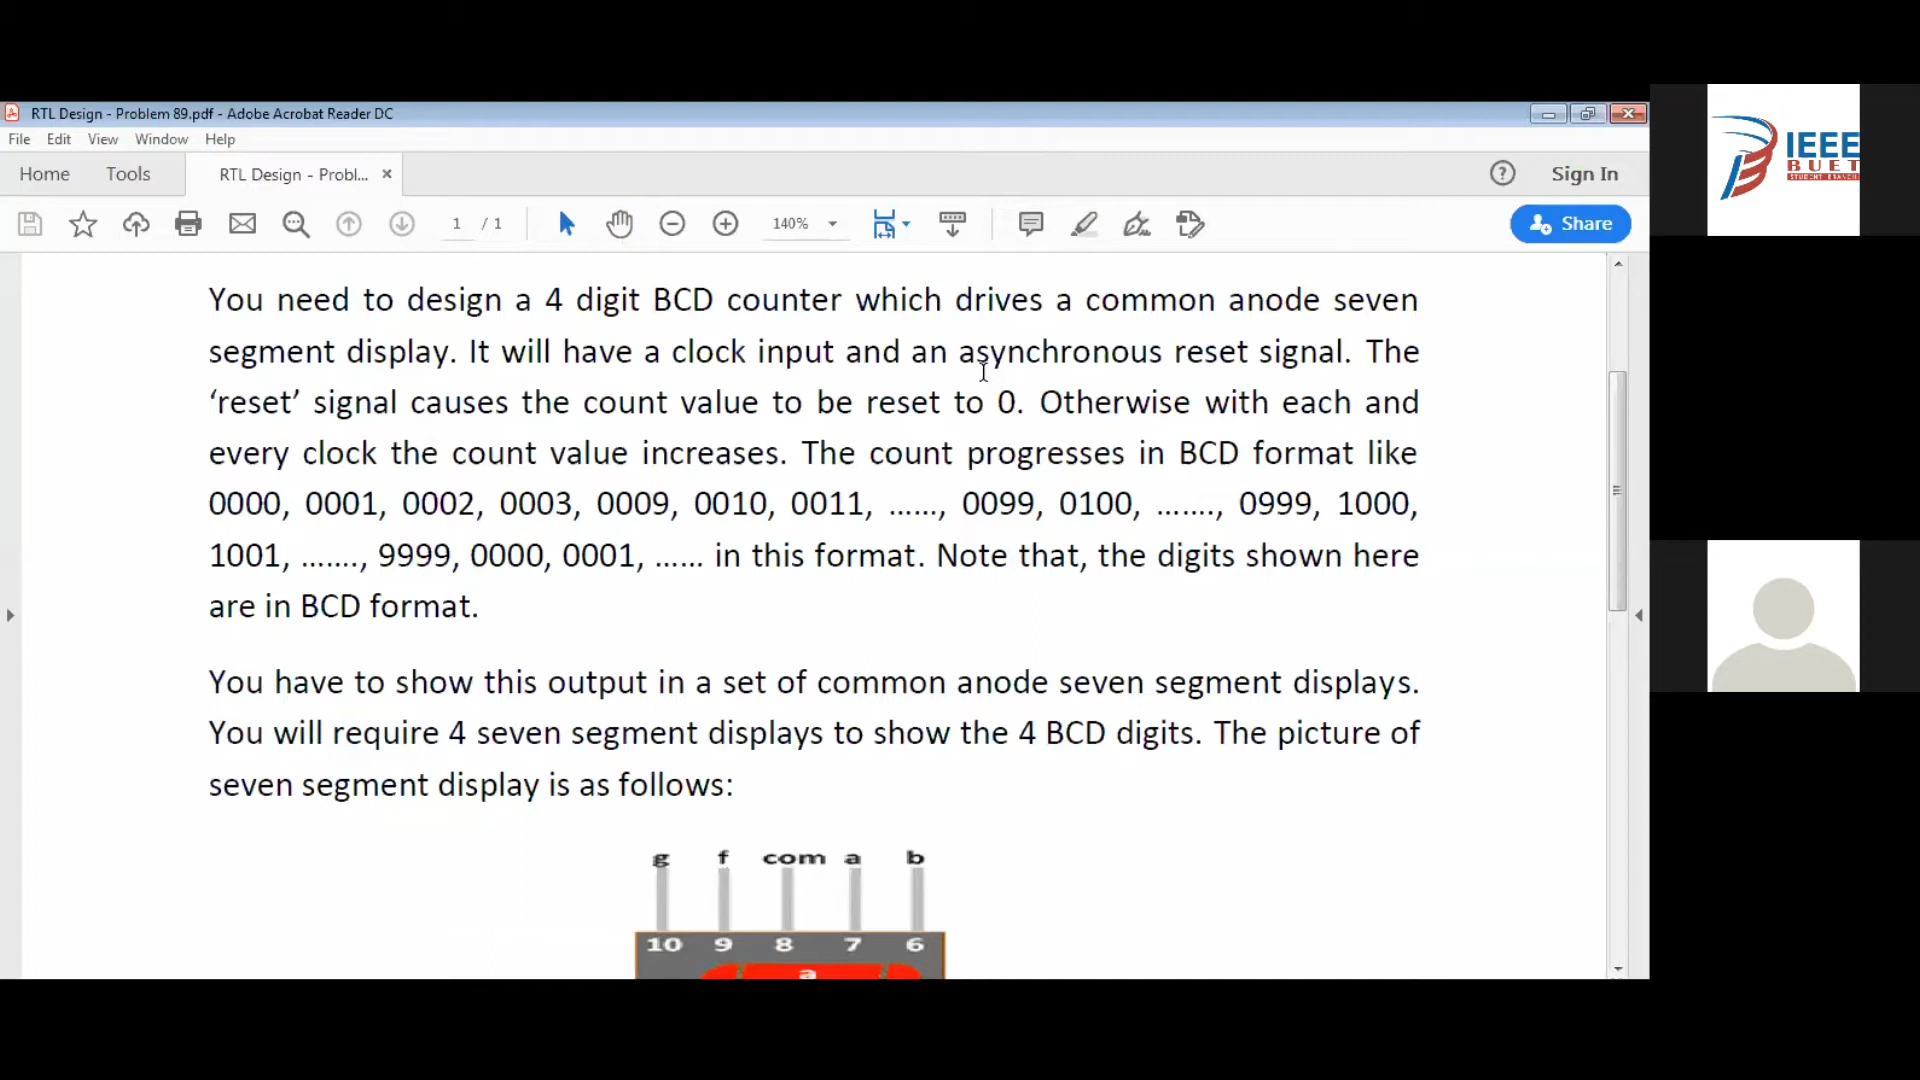 RTL Design - Problem 89.pdf - Adobe Acrobat Reader DC
File Edit View Window Help
Home Tools RTL Design - Probl... × Sign In
1 / 1 140% Share
You need to design a 4 digit BCD counter which drives a common anode seven
segment display. It will have a clock input and an asynchronous reset signal. The
‘reset’ signal causes the count value to be reset to 0. Otherwise with each and
every clock the count value increases. The count progresses in BCD format like
0000, 0001, 0002, 0003, 0009, 0010, 0011, ……, 0099, 0100, ……., 0999, 1000,
1001, ……., 9999, 0000, 0001, …… in this format. Note that, the digits shown here
are in BCD format.
You have to show this output in a set of common anode seven segment displays.
You will require 4 seven segment displays to show the 4 BCD digits. The picture of
seven segment display is as follows:
g f com a b
10 9 8 7 6
a
IEEE
BUET
STUDENT BRANCH